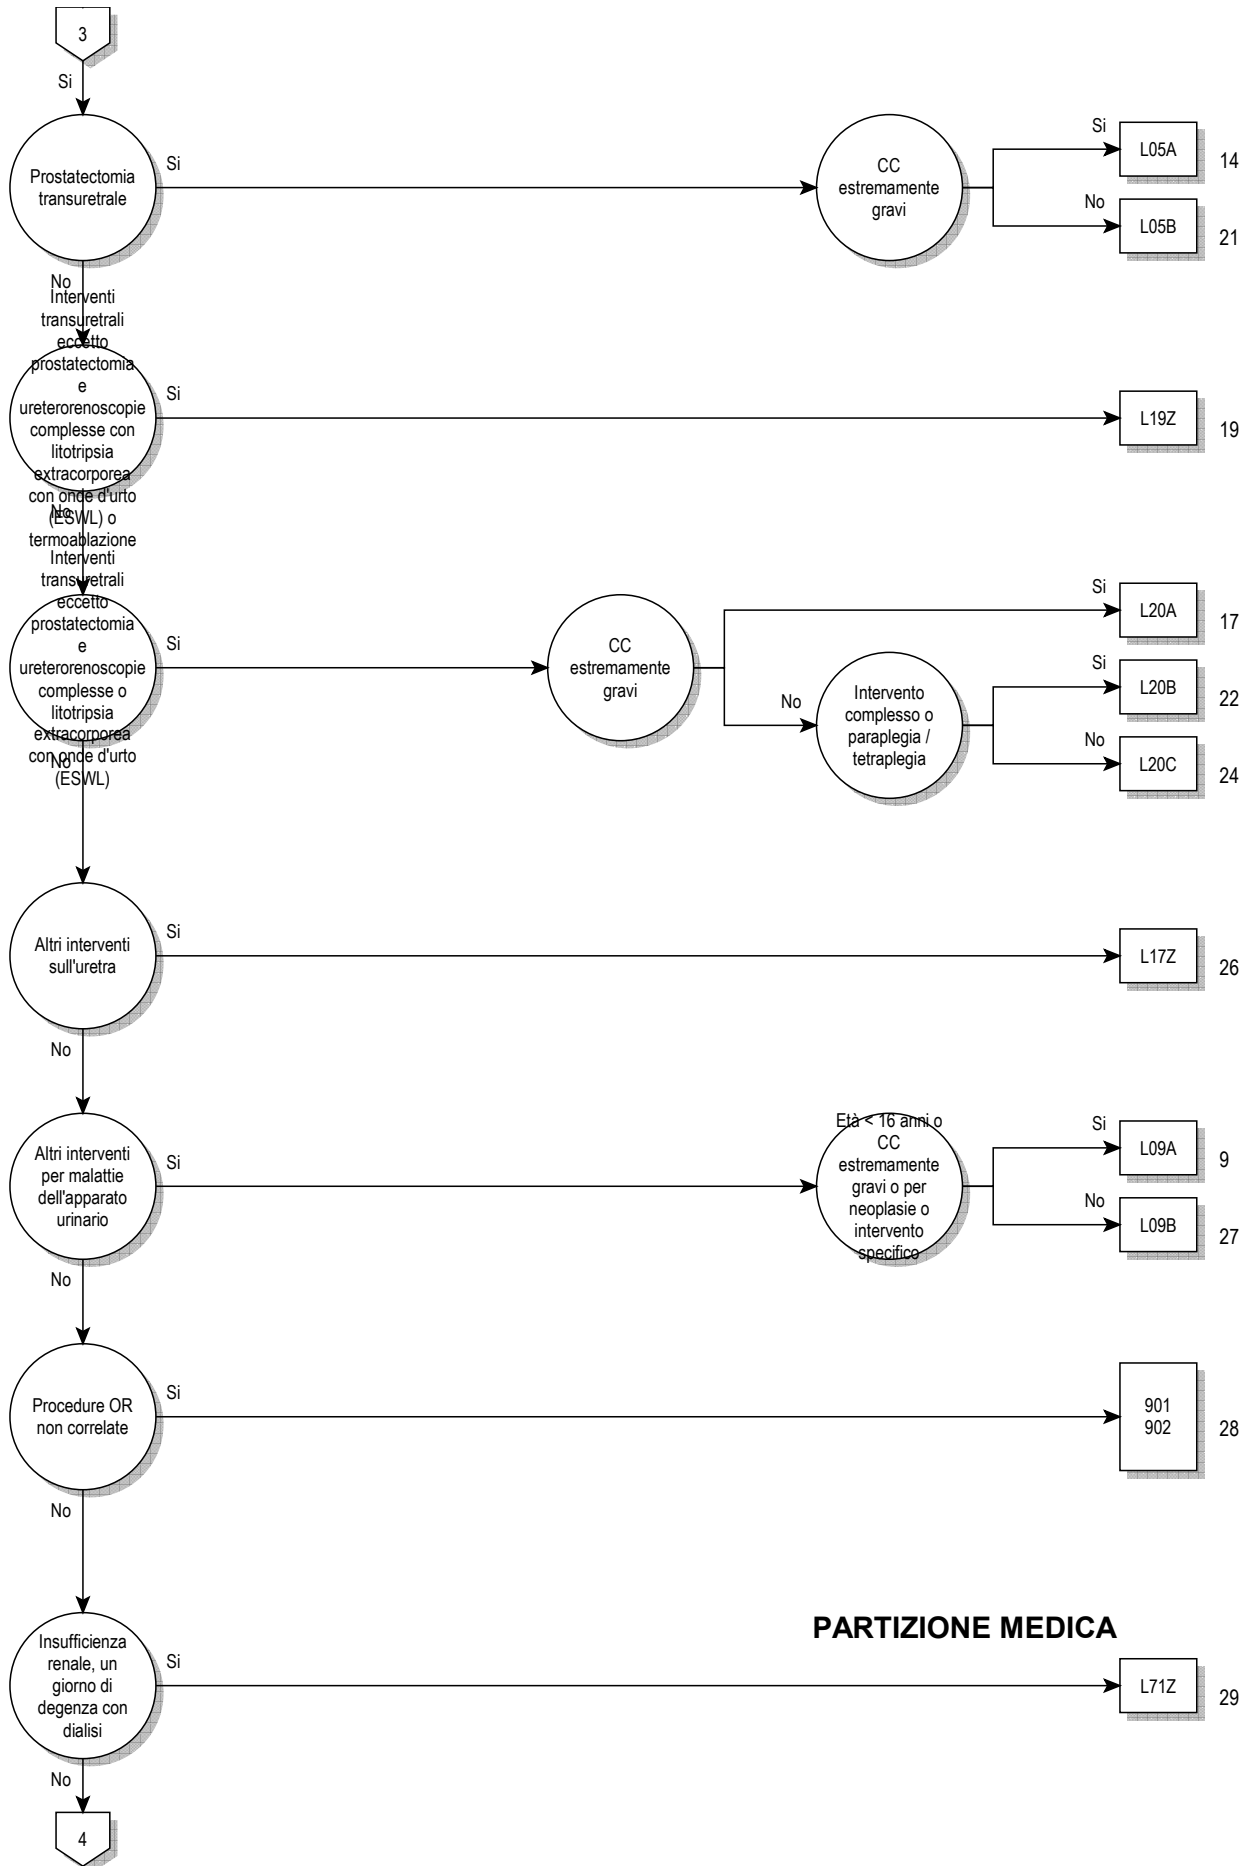 3
Si
Prostatectomia
transuretrale
Si
CC
estremamente
gravi
Si
L05A
14
No
L05B
21
No
Interventi
transuretrali
eccetto
prostatectomia
e
ureterorenoscopie
complesse con
litotripsia
extracorporea
con onde d'urto
(ESWL) o
termoablazione
Si
L19Z
19
No
Interventi
transuretrali
eccetto
prostatectomia
e
ureterorenoscopie
complesse o
litotripsia
extracorporea
con onde d'urto
(ESWL)
Si
CC
estremamente
gravi
Si
L20A
17
No
Intervento
complesso o
paraplegia /
tetraplegia
Si
L20B
22
No
L20C
24
No
Altri interventi
sull'uretra
Si
L17Z
26
No
Altri interventi
per malattie
dell'apparato
urinario
Si
Età < 16 anni o
CC
estremamente
gravi o per
neoplasie o
intervento
specifico
Si
L09A
9
No
L09B
27
No
Procedure OR
non correlate
Si
901
902
28
No
PARTIZIONE MEDICA
Insufficienza
renale, un
giorno di
degenza con
dialisi
Si
L71Z
29
No
4